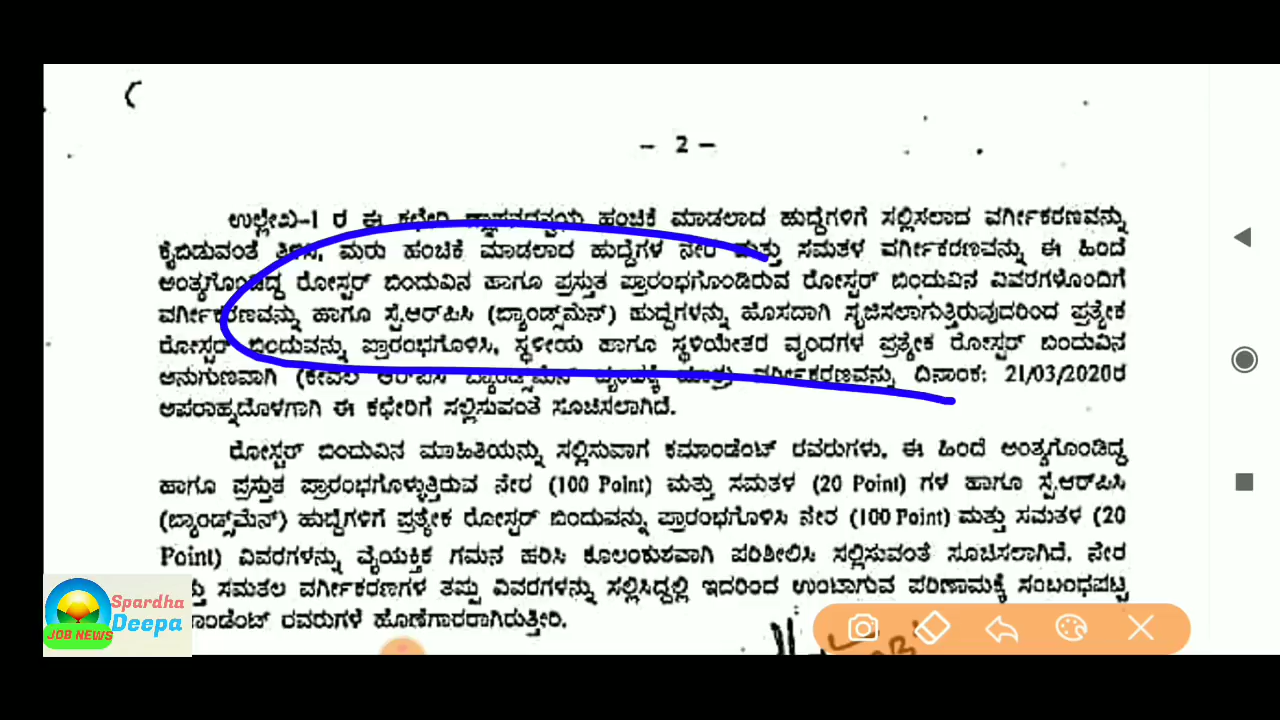 (
– 2 –
ಉಲ್ಲೇಖ-1 ರ ಈ ಕಛೇರಿ ಜ್ಞಾಪನದನ್ವಯ ಹಂಚಿಕೆ ಮಾಡಲಾದ ಹುದ್ದೆಗಳಿಗೆ ಸಲ್ಲಿಸಲಾದ ವರ್ಗೀಕರಣವನ್ನು
ಕೈಬಿಡುವಂತೆ ತಿಳಿಸಿ, ಮರು ಹಂಚಿಕೆ ಮಾಡಲಾದ ಹುದ್ದೆಗಳ ನೇರ ಮತ್ತು ಸಮತಳ ವರ್ಗೀಕರಣವನ್ನು ಈ ಹಿಂದೆ
ಅಂತ್ಯಗೊಂಡಿದ್ದ ರೋಸ್ಟರ್ ಬಿಂದುವಿನ ಹಾಗೂ ಪ್ರಸ್ತುತ ಪ್ರಾರಂಭಗೊಂಡಿರುವ ರೋಸ್ಟರ್ ಬಿಂದುವಿನ ವಿವರಗಳೊಂದಿಗೆ
ವರ್ಗೀಕರಣವನ್ನು ಹಾಗೂ ಸ್ಪೆ.ಆರ್‌ಪಿಸಿ (ಬ್ಯಾಂಡ್ಸ್‌ಮೆನ್) ಹುದ್ದೆಗಳನ್ನು ಹೊಸದಾಗಿ ಸೃಜಿಸಲಾಗುತ್ತಿರುವುದರಿಂದ ಪ್ರತ್ಯೇಕ
ರೋಸ್ಟರ್ ಬಿಂದುವನ್ನು ಪ್ರಾರಂಭಗೊಳಿಸಿ, ಸ್ಥಳೀಯ ಹಾಗೂ ಸ್ಥಳಿಯೇತರ ವೃಂದಗಳ ಪ್ರತ್ಯೇಕ ರೋಸ್ಟರ್ ಬಿಂದುವಿನ
ಅನುಗುಣವಾಗಿ (ಕೇವಲ ಆರ್‌ಪಿಸಿ ಬ್ಯಾಂಡ್ಸ್‌ಮೆನ್ ವರ್ಗೀಕರಣವನ್ನು ದಿನಾಂಕ: 21/03/2020ರ
ಅಪರಾಹ್ನದೊಳಗಾಗಿ ಈ ಕಛೇರಿಗೆ ಸಲ್ಲಿಸುವಂತೆ ಸೂಚಿಸಲಾಗಿದೆ.
ರೋಸ್ಟರ್ ಬಿಂದುವಿನ ಮಾಹಿತಿಯನ್ನು ಸಲ್ಲಿಸುವಾಗ ಕಮಾಂಡೆಂಟ್ ರವರುಗಳು, ಈ ಹಿಂದೆ ಅಂತ್ಯಗೊಂಡಿದ್ದ
ಹಾಗೂ ಪ್ರಸ್ತುತ ಪ್ರಾರಂಭಗೊಳ್ಳುತ್ತಿರುವ ನೇರ (100 Point) ಮತ್ತು ಸಮತಳ (20 Point) ಗಳ ಹಾಗೂ ಸ್ಪೆ.ಆರ್‌ಪಿಸಿ
(ಬ್ಯಾಂಡ್ಸ್‌ಮೆನ್) ಹುದ್ದೆಗಳಿಗೆ ಪ್ರತ್ಯೇಕ ರೋಸ್ಟರ್ ಬಿಂದುವನ್ನು ಪ್ರಾರಂಭಗೊಳಿಸಿ ನೇರ (100 Point) ಮತ್ತು ಸಮತಳ (20
Point) ವಿವರಗಳನ್ನು ವೈಯಕ್ತಿಕ ಗಮನ ಹರಿಸಿ ಕೂಲಂಕುಶವಾಗಿ ಪರಿಶೀಲಿಸಿ ಸಲ್ಲಿಸುವಂತೆ ಸೂಚಿಸಲಾಗಿದೆ. ನೇರ
ತ್ತು ಸಮತಲ ವರ್ಗೀಕರಣಗಳ ತಪ್ಪು ವಿವರಗಳನ್ನು ಸಲ್ಲಿಸಿದ್ದಲ್ಲಿ ಇದರಿಂದ ಉಂಟಾಗುವ ಪರಿಣಾಮಕ್ಕೆ ಸಂಬಂಧಪಟ್ಟ
ಾಂಡೆಂಟ್ ರವರುಗಳೆ ಹೊಣೆಗಾರರಾಗಿರುತ್ತೀರಿ.
Spardha
Deepa
JOB NEWS